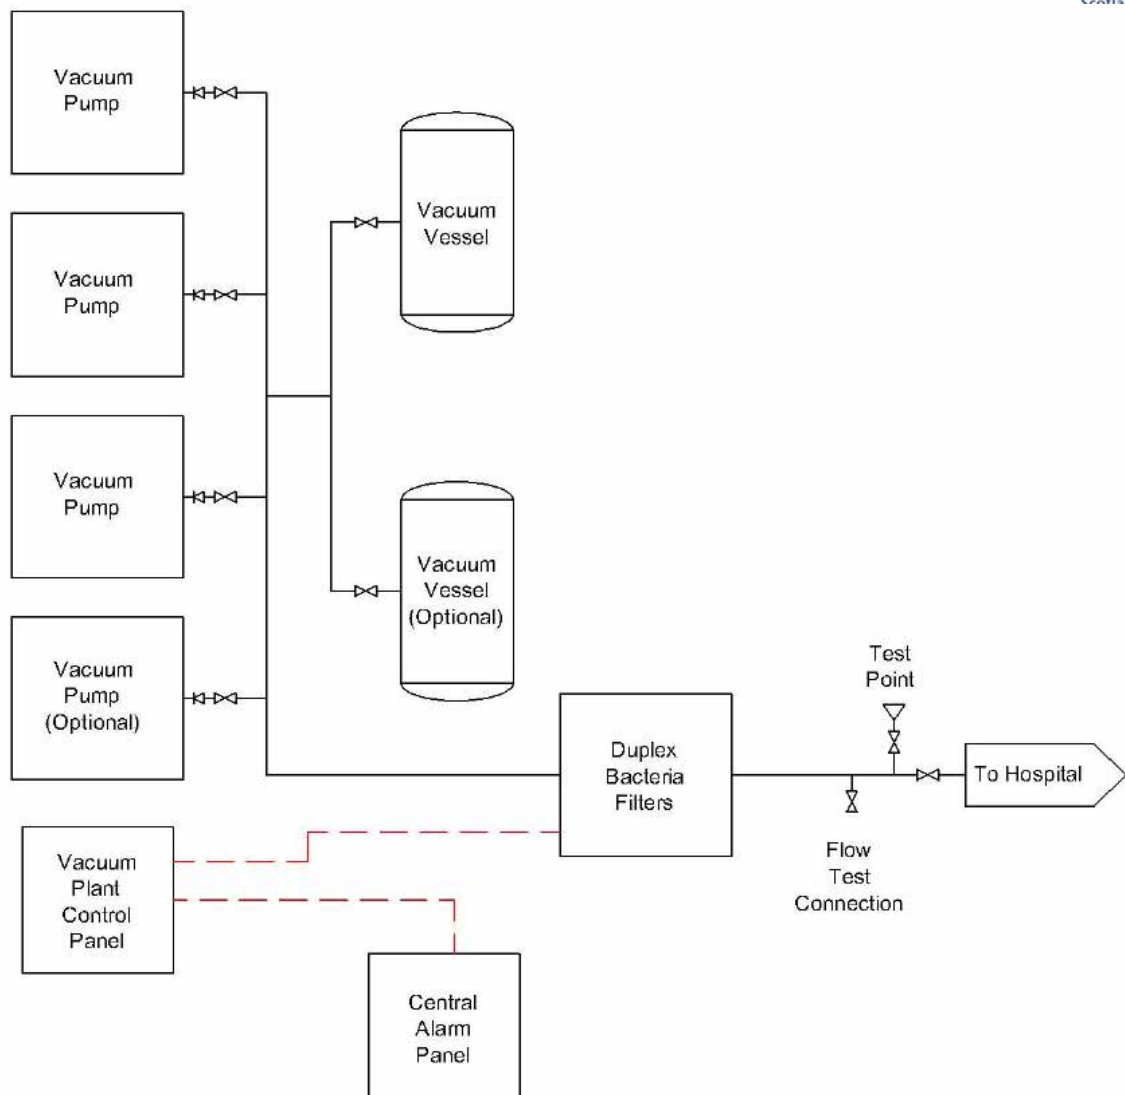 Vacuum
Pump
Vacuum
Vessel
Vacuum
Pump
Vacuum
Pump
Vacuum
Vessel
(Optional)
Vacuum
Pump
(Optional)
Test
Point
Duplex
Bacteria
Filters
To Hospital
Vacuum
Plant
Control
Panel
Flow
Test
Connection
Central
Alarm
Panel